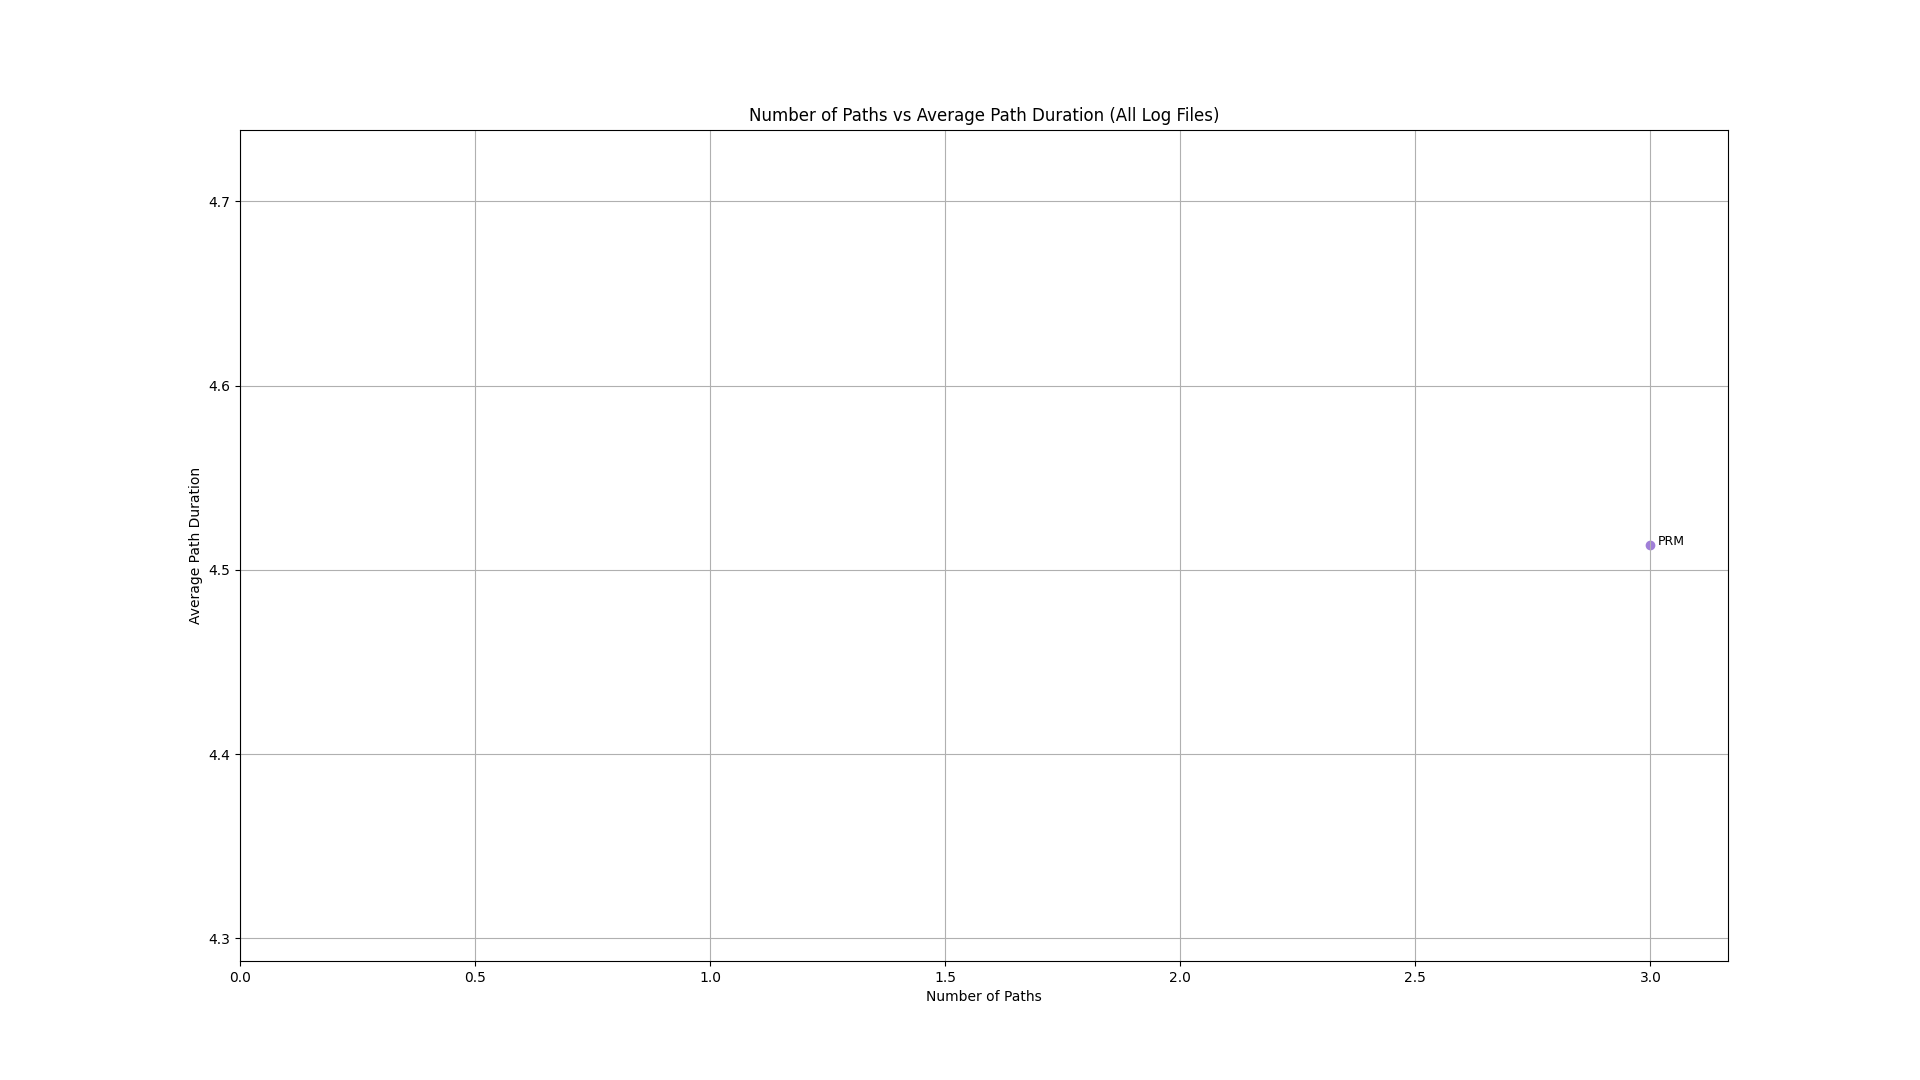 Number of Paths vs Average Path Duration (All Log Files)
4.7
4.6
4.5
4.4
4.3
Average Path Duration
PRM
0.0 0.5 1.0 1.5 2.0 2.5 3.0
Number of Paths